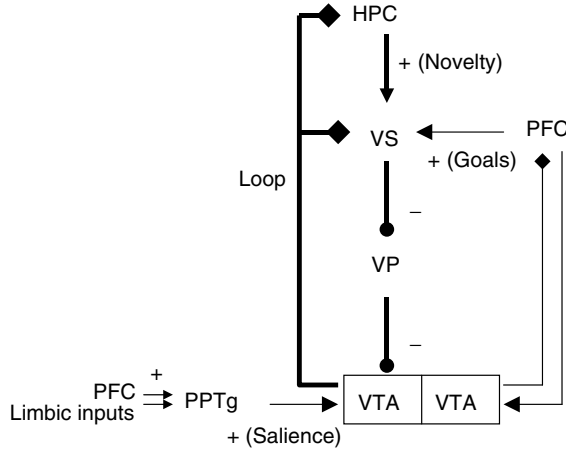 HPC
+ (Novelty)
VS
PFC
+ (Goals)
Loop
–
VP
–
+
PFC
Limbic inputs
PPTg
VTA
VTA
+ (Salience)